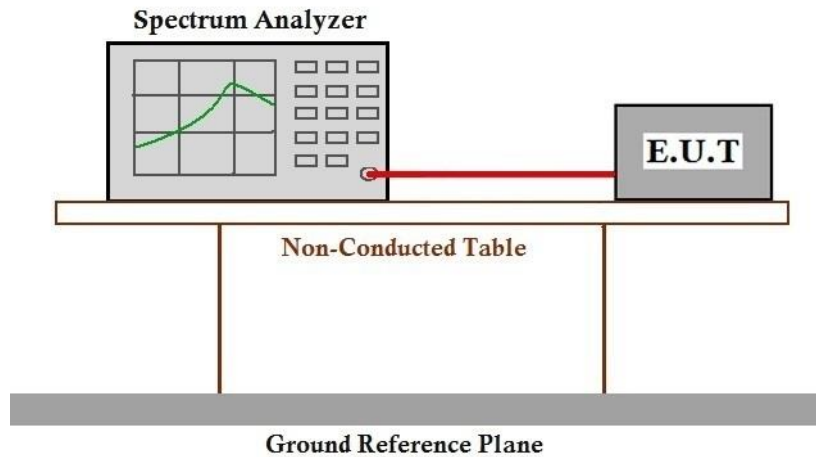 Spectrum Analyzer
E.U.T
Non-Conducted Table
Ground Reference Plane